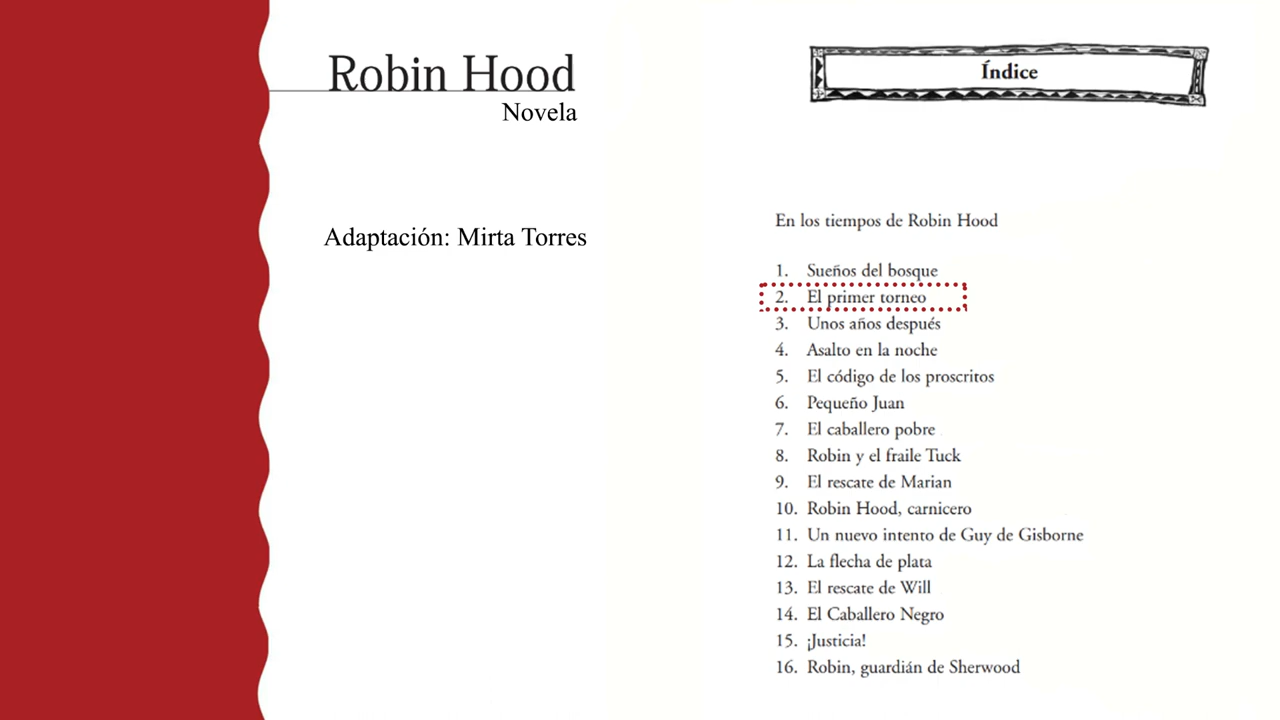 Robin Hood
Novela
Adaptación: Mirta Torres
Índice
En los tiempos de Robin Hood
1. Sueños del bosque
2. El primer torneo
3. Unos años después
4. Asalto en la noche
5. El código de los proscritos
6. Pequeño Juan
7. El caballero pobre
8. Robin y el fraile Tuck
9. El rescate de Marian
10. Robin Hood, carnicero
11. Un nuevo intento de Guy de Gisborne
12. La flecha de plata
13. El rescate de Will
14. El Caballero Negro
15. ¡Justicia!
16. Robin, guardián de Sherwood